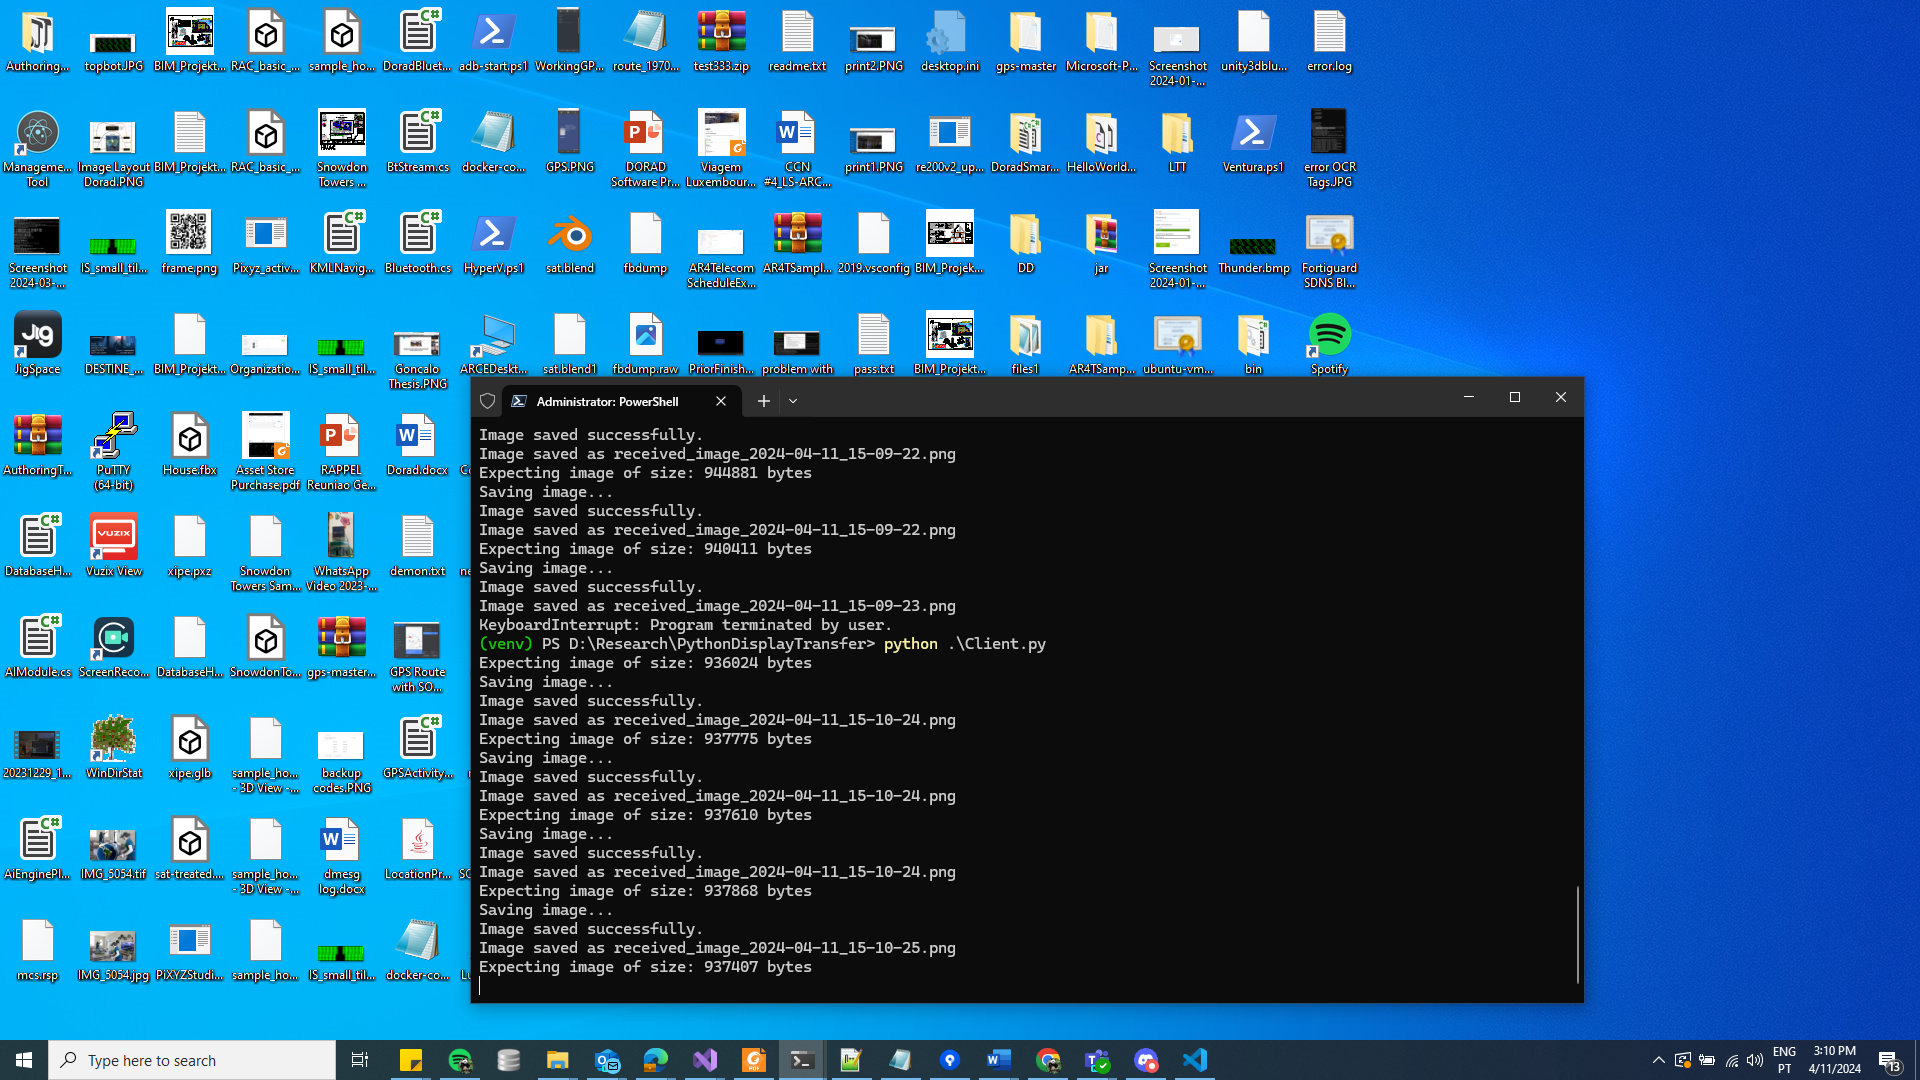 Authoring...
topbot.JPG
BIM_Projekt...
RAC_basic_...
sample_ho...
DoradBluet...
adb-start.ps1
WorkingGP...
route_1970...
test333.zip
readme.txt
print2.PNG
desktop.ini
gps-master
Microsoft-P...
Screenshot
2024-01-...
unity3dblu...
error.log
Manageme...
Tool
Image Layout
Dorad.PNG
BIM_Projekt...
RAC_basic_...
Snowdon
Towers ...
BtStream.cs
docker-co...
GPS.PNG
DORAD
Software Pr...
Viagem
Luxembour...
CCN
#4_LS-ARC...
print1.PNG
re200v2_up...
DoradSmar...
HelloWorld...
LTT
Ventura.ps1
error OCR
Tags.JPG
Screenshot
2024-03-...
IS_small_til...
frame.png
Pixyz_activ...
KMLNavig...
Bluetooth.cs
HyperV.ps1
sat.blend
fbdump
AR4Telecom
ScheduleEx...
AR4TSampl...
2019.vsconfig
BIM_Projek...
DD
jar
Screenshot
2024-01-...
Thunder.bmp
Fortiguard
SDNS Bl...
JigSpace
DESTINE_...
BIM_Projekt...
Organizatio...
IS_small_til...
Goncalo
Thesis.PNG
ARCEDeskt...
sat.blend1
fbdump.raw
PriorFinish...
problem with
pass.txt
BIM_Projekt...
files1
AR4TSamp...
ubuntu-vm...
bin
Spotify
AuthoringT...
PuTTY
(64-bit)
House.fbx
Asset Store
Purchase.pdf
RAPPEL
Reuniao Ge...
Dorad.docx
DatabaseH...
Vuzix View
xipe.pxz
Snowdon
Towers Sam...
WhatsApp
Video 2023-...
demon.txt
AIModule.cs
ScreenReco...
DatabaseH...
SnowdonTo...
gps-master...
GPS Route
with SO...
20231229_1...
WinDirStat
xipe.glb
sample_ho...
- 3D View -...
backup
codes.PNG
GPSActivity...
AiEnginePl...
IMG_5054.tif
sat-treated....
sample_ho...
- 3D View -...
dmesg
log.docx
LocationPr...
mcs.rsp
IMG_5054.jpg
PiXYZStudi...
sample_ho...
IS_small_til...
docker-co...
Administrator: PowerShell
Image saved successfully.
Image saved as received_image_2024-04-11_15-09-22.png
Expecting image of size: 944881 bytes
Saving image...
Image saved successfully.
Image saved as received_image_2024-04-11_15-09-22.png
Expecting image of size: 940411 bytes
Saving image...
Image saved successfully.
Image saved as received_image_2024-04-11_15-09-23.png
KeyboardInterrupt: Program terminated by user.
(venv) PS D:\Research\PythonDisplayTransfer> python .\Client.py
Expecting image of size: 936024 bytes
Saving image...
Image saved successfully.
Image saved as received_image_2024-04-11_15-10-24.png
Expecting image of size: 937775 bytes
Saving image...
Image saved successfully.
Image saved as received_image_2024-04-11_15-10-24.png
Expecting image of size: 937610 bytes
Saving image...
Image saved successfully.
Image saved as received_image_2024-04-11_15-10-24.png
Expecting image of size: 937868 bytes
Saving image...
Image saved successfully.
Image saved as received_image_2024-04-11_15-10-25.png
Expecting image of size: 937407 bytes
Type here to search
ENG
PT
3:10 PM
4/11/2024
13